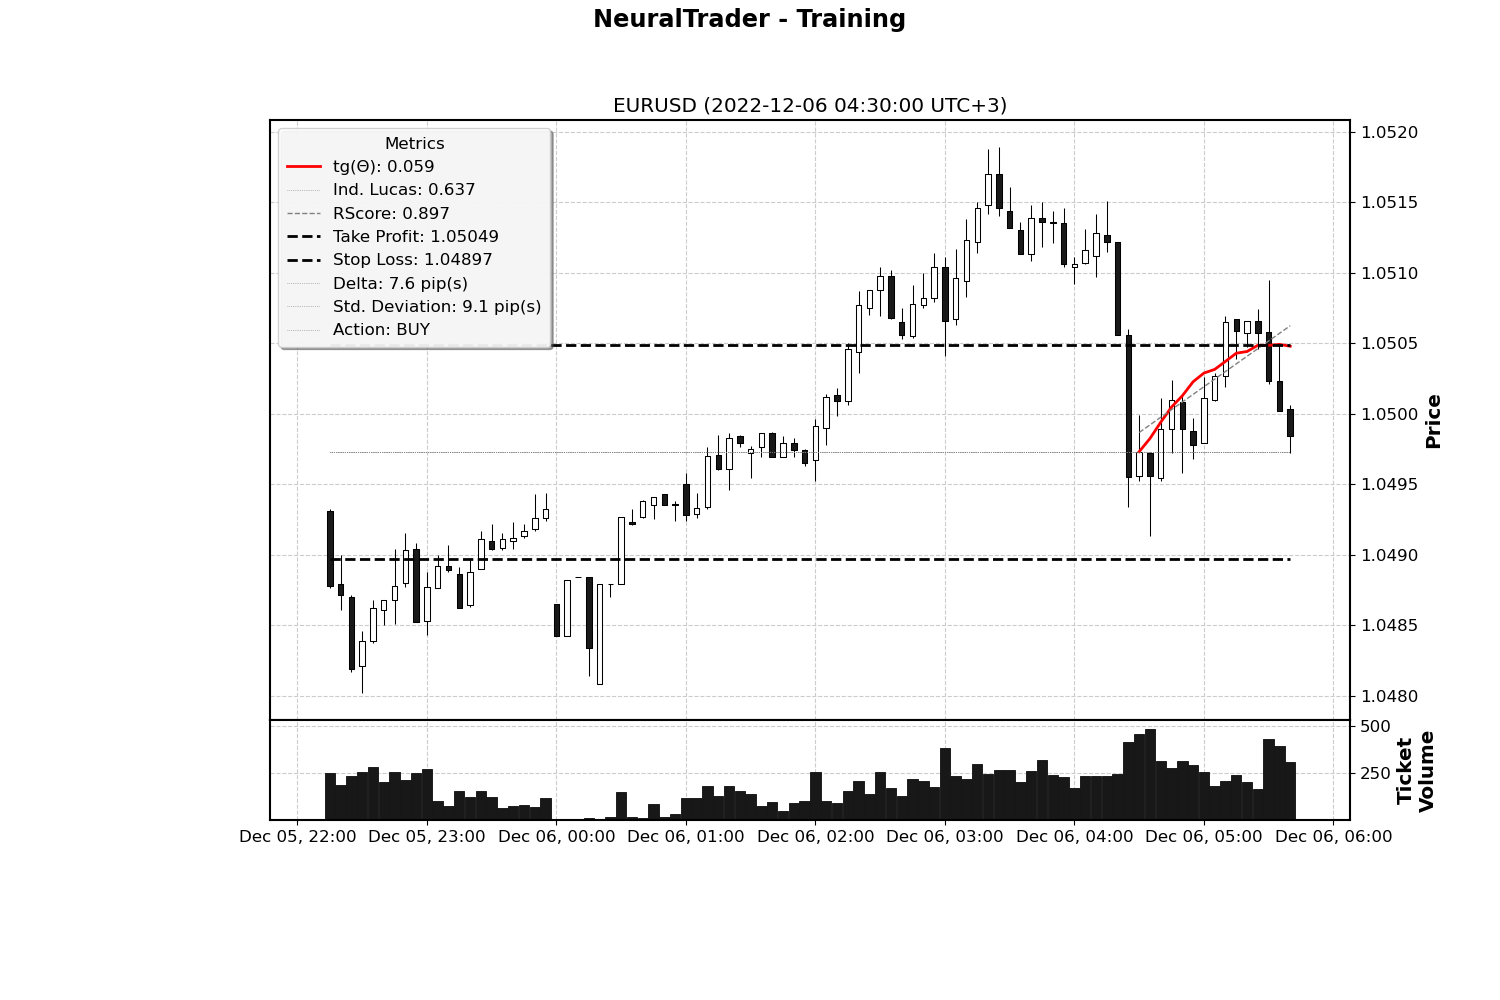 NeuralTrader - Training
EURUSD (2022-12-06 04:30:00 UTC+3)
Metrics
tg(Θ): 0.059
Ind. Lucas: 0.637
RScore: 0.897
Take Profit: 1.05049
Stop Loss: 1.04897
Delta: 7.6 pip(s)
Std. Deviation: 9.1 pip(s)
Action: BUY
1.0520
1.0515
1.0510
1.0505
1.0500
1.0495
1.0490
1.0485
1.0480
Price
500
250
Ticket
Volume
Dec 05, 22:00 Dec 05, 23:00 Dec 06, 00:00 Dec 06, 01:00 Dec 06, 02:00 Dec 06, 03:00 Dec 06, 04:00 Dec 06, 05:00 Dec 06, 06:00